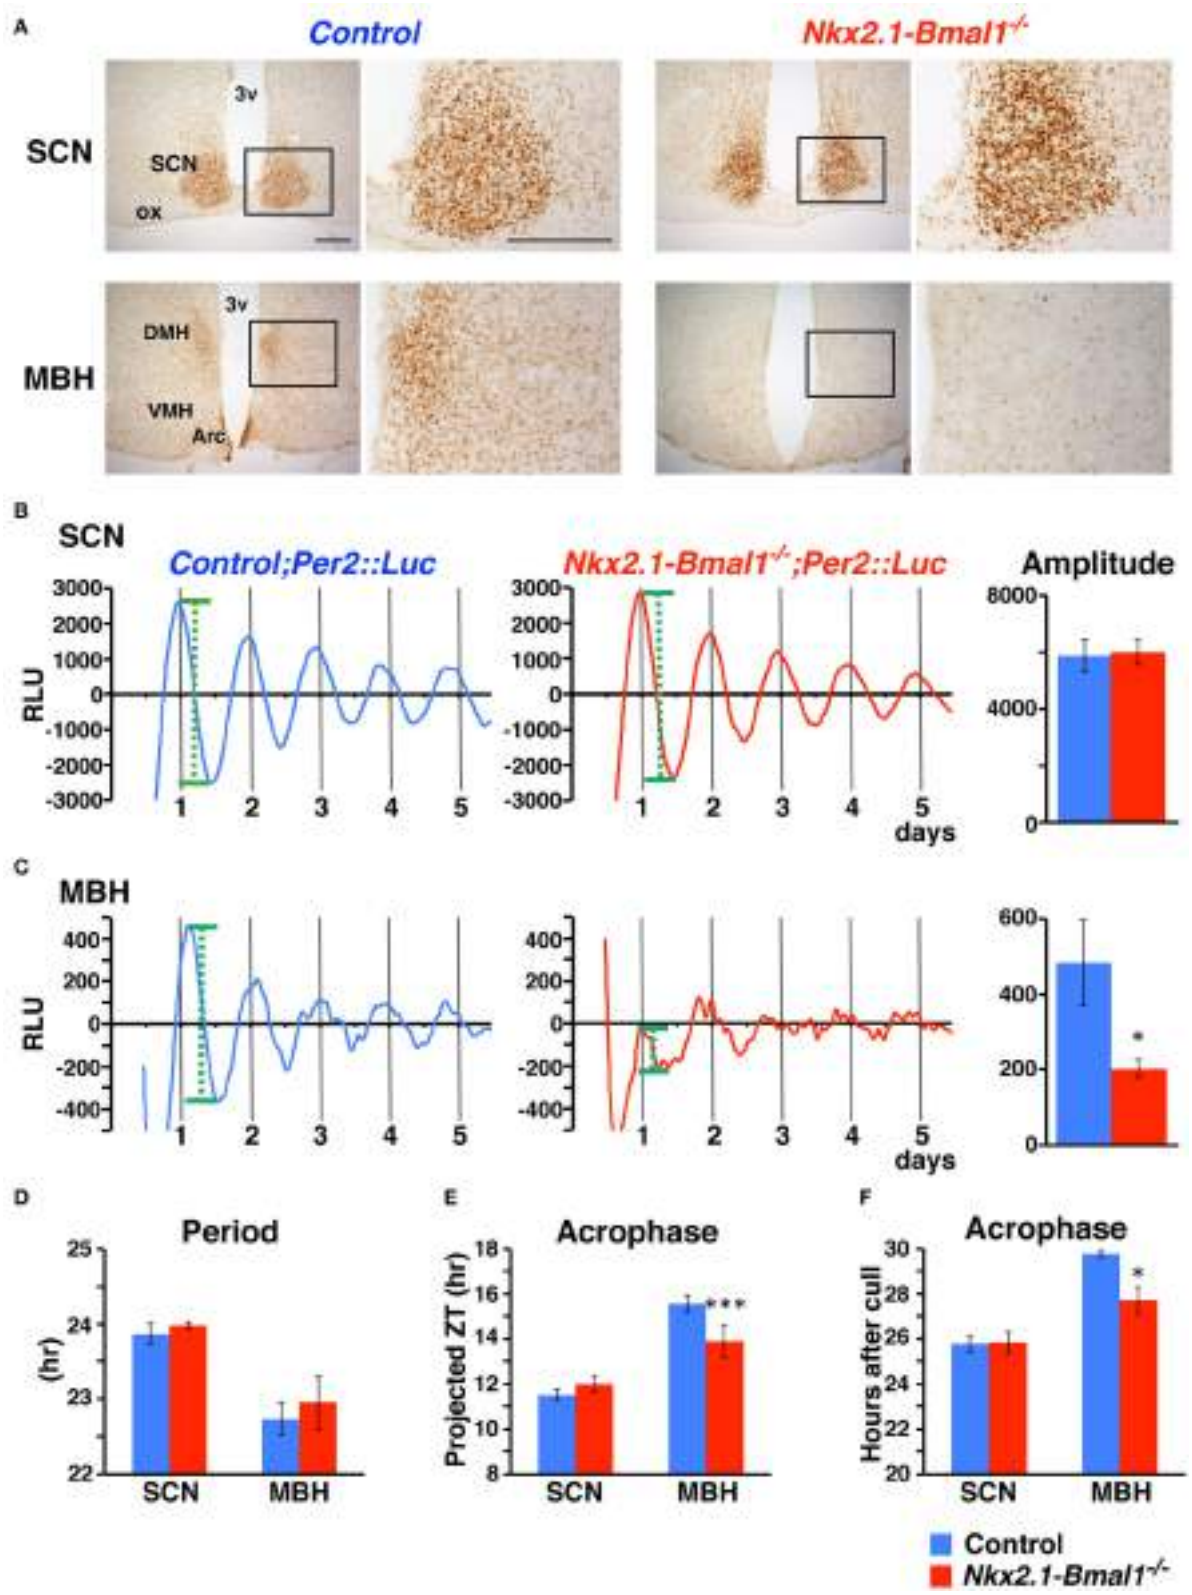 A
Control
Nkx2.1-Bmal1-/-
SCN
3v
SCN
ox
MBH
3v
DMH
VMH
Arc
B
SCN
Control;Per2::Luc
Nkx2.1-Bmal1-/-;Per2::Luc
Amplitude
RLU
3000
2000
1000
0
-1000
-2000
-3000
1 2 3 4 5
3000
2000
1000
0
-1000
-2000
-3000
1 2 3 4 5
days
8000
4000
0
C
MBH
RLU
400
200
0
-200
-400
1 2 3 4 5
400
200
0
-200
-400
1 2 3 4 5
days
600
400
200
0
*
D
Period
(hr)
25
24
23
22
SCN MBH
E
Acrophase
Projected ZT (hr)
18
16
14
12
10
8
***
SCN MBH
F
Acrophase
Hours after cull
30
28
26
24
22
20
*
SCN MBH
Control
Nkx2.1-Bmal1-/-